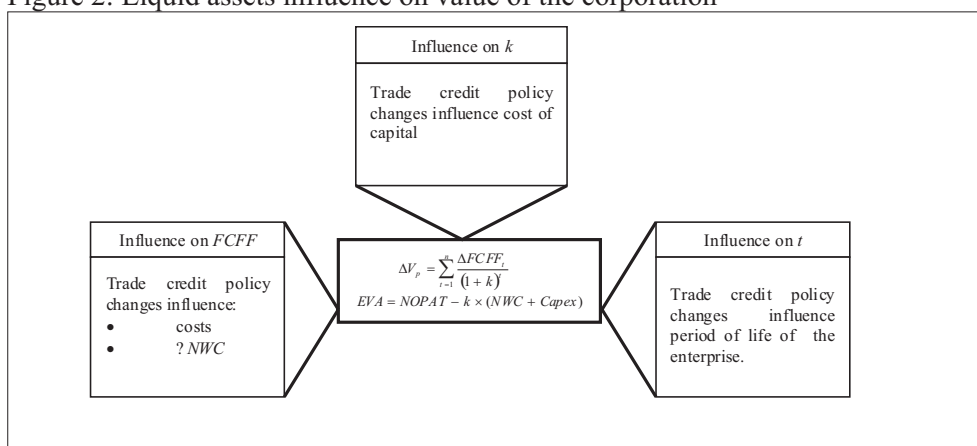 Figure 2. Liquid assets influence on value of the corporation
Influence on k
Trade credit policy
changes influence cost of
capital
Influence on FCFF
Trade credit policy
changes influence:
• costs
• ? NWC
ΔV_p = ∑_{t=1}^{n} ΔFCFF_t / (1 + k)^t
EVA = NOPAT − k × (NWC + Capex)
Influence on t
Trade credit policy
changes influence
period of life of the
enterprise.